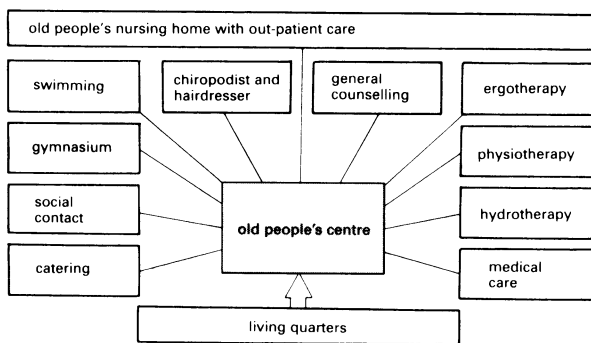 old people's nursing home with out-patient care
swimming
chiropodist and
hairdresser
general
counselling
ergotherapy
gymnasium
physiotherapy
social
contact
old people's centre
hydrotherapy
catering
medical
care
living quarters